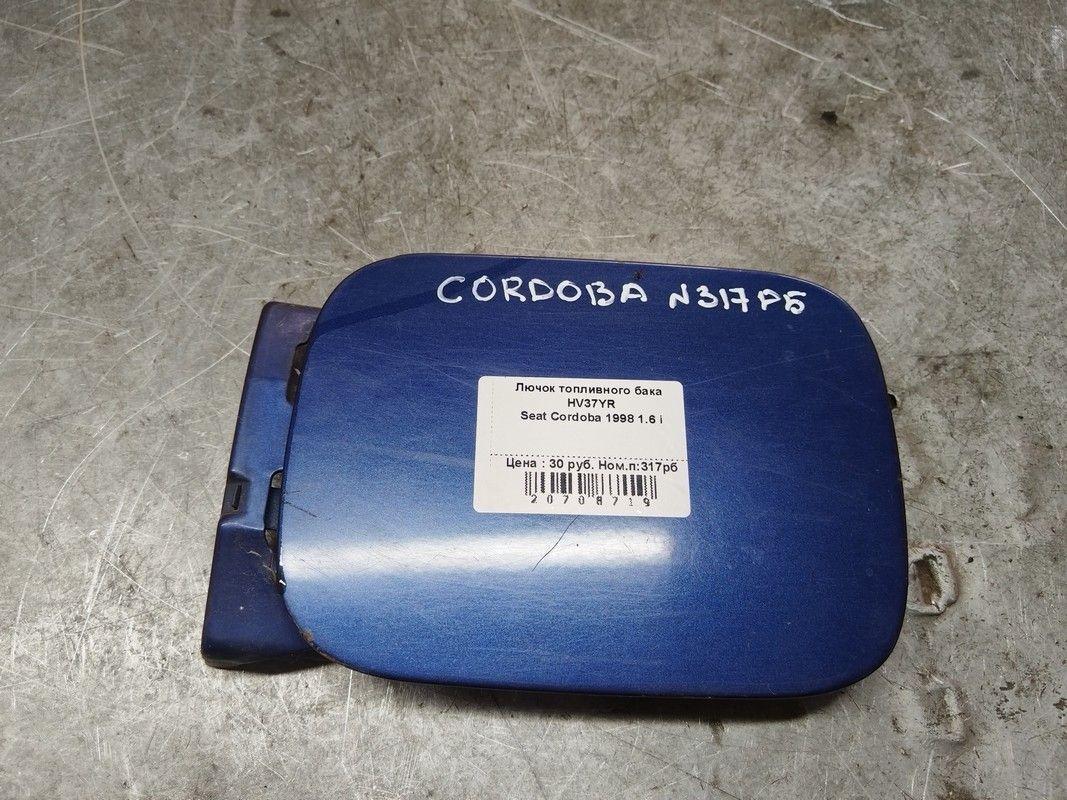 CORDOBA N317РБ
Лючок топливного бака
HV37YR
Seat Cordoba 1998 1.6 i
Цена : 30 руб. Ном.п:317рб
20708719